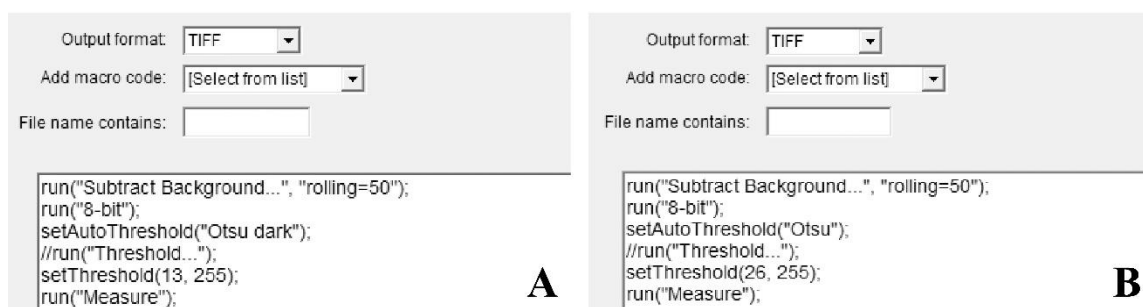 Output format: TIFF
Add macro code: [Select from list]
File name contains:
run("Subtract Background...", "rolling=50");
run("8-bit");
setAutoThreshold("Otsu dark");
//run("Threshold...");
setThreshold(13, 255);
run("Measure");
A
Output format: TIFF
Add macro code: [Select from list]
File name contains:
run("Subtract Background...", "rolling=50");
run("8-bit");
setAutoThreshold("Otsu");
//run("Threshold...");
setThreshold(26, 255);
run("Measure");
B